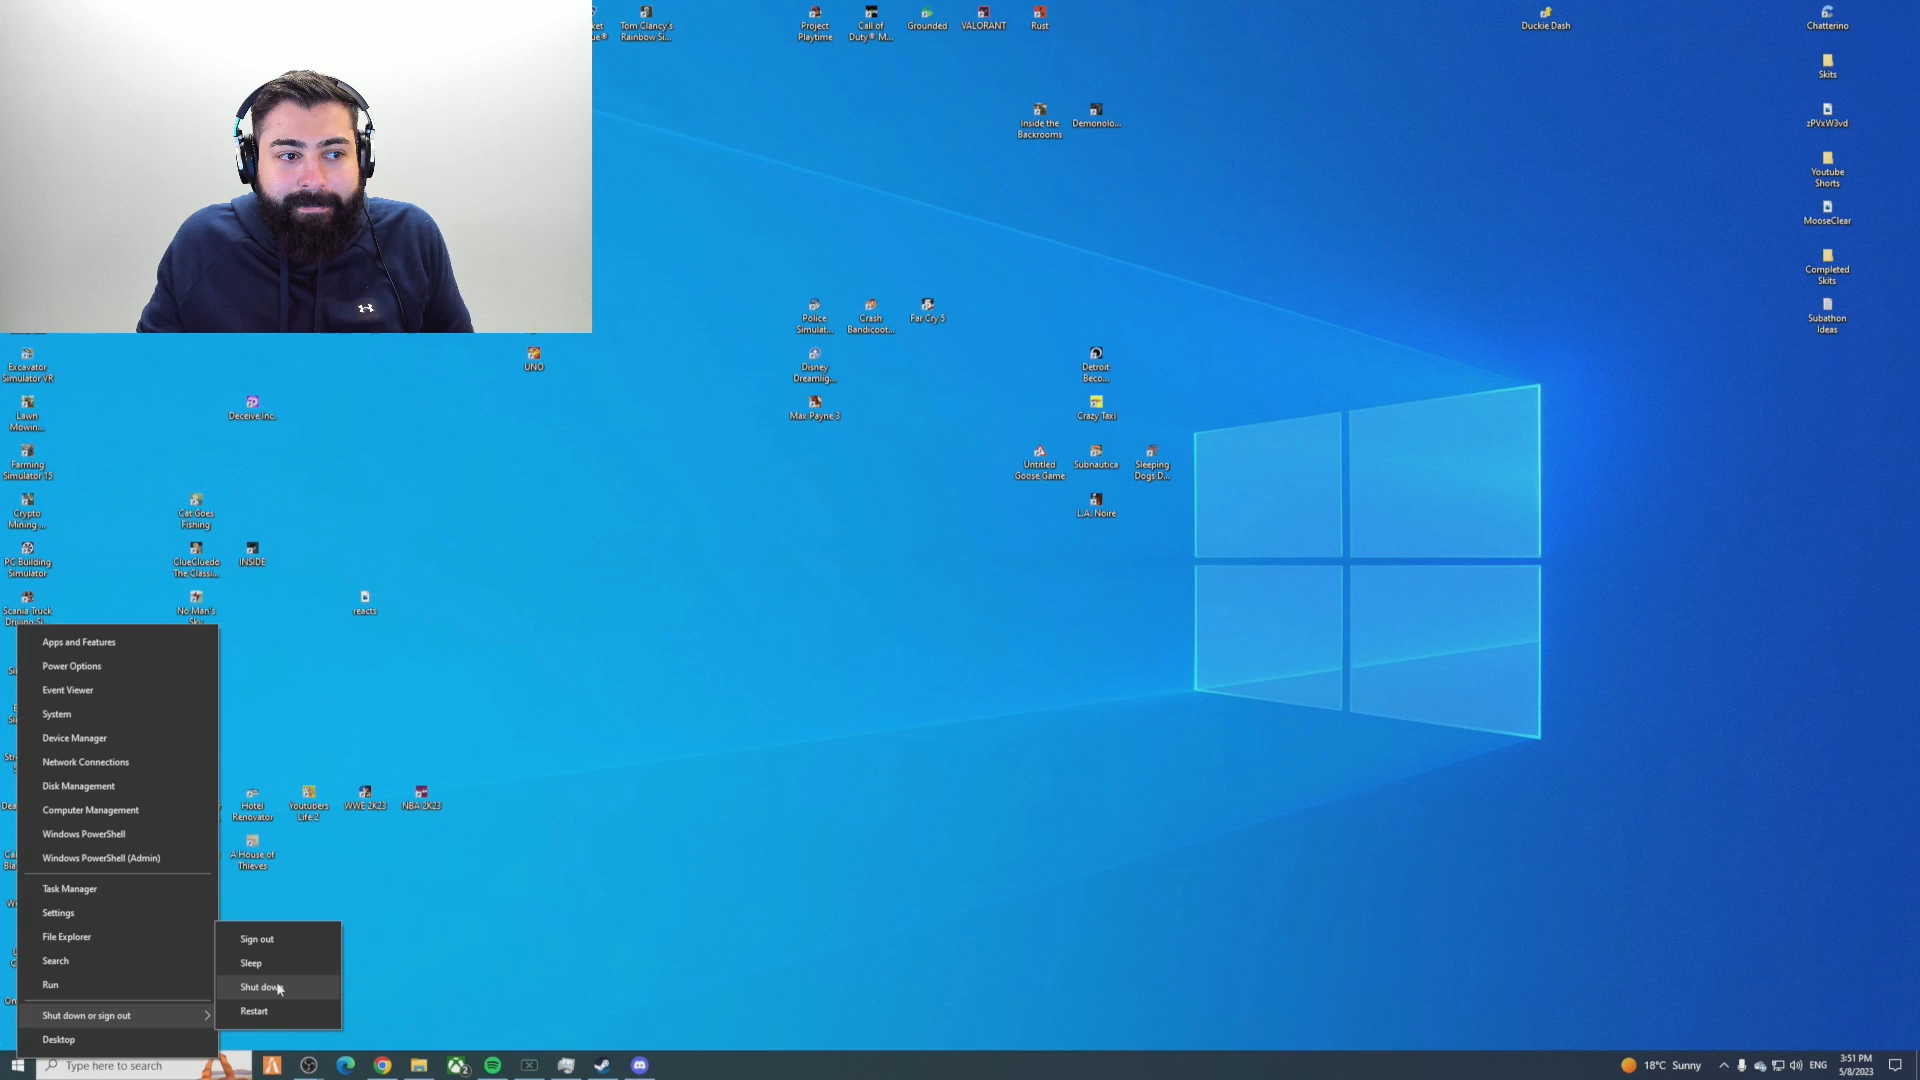 Tom Clancy's
Rainbow Si...
Project
Playtime
Call of
Duty® M...
Grounded
VALORANT
Rust
Duckie Dash
Chatterino
Skits
Inside the
Backrooms
Demonolo...
zPVxW3vd
Youtube
Shorts
MooseClear
Completed
Skits
Police
Simulat...
Crash
Bandicoot...
Far Cry 5
Subathon
Ideas
Excavator
Simulator VR
UNO
Disney
Dreamlig...
Detroit
Beco...
Lawn
Mowin...
Deceive Inc.
Max Payne 3
Crazy Taxi
Farming
Simulator 15
Untitled
Goose Game
Subnautica
Sleeping
Dogs D...
Crypto
Mining ...
Cat Goes
Fishing
L.A. Noire
PC Building
Simulator
ClueCluedo
The Classi...
INSIDE
Scania Truck
Driving Si...
No Man's
Sky
reacts
Apps and Features
Power Options
Event Viewer
System
Device Manager
Network Connections
Disk Management
Computer Management
Windows PowerShell
Windows PowerShell (Admin)
Task Manager
Settings
File Explorer
Search
Run
Shut down or sign out
Desktop
Hotel
Renovator
Youtubers
Life 2
WWE 2K23
NBA 2K23
A House of
Thieves
Sign out
Sleep
Shut down
Restart
Type here to search
2
18°C Sunny
ENG
3:51 PM
5/8/2023